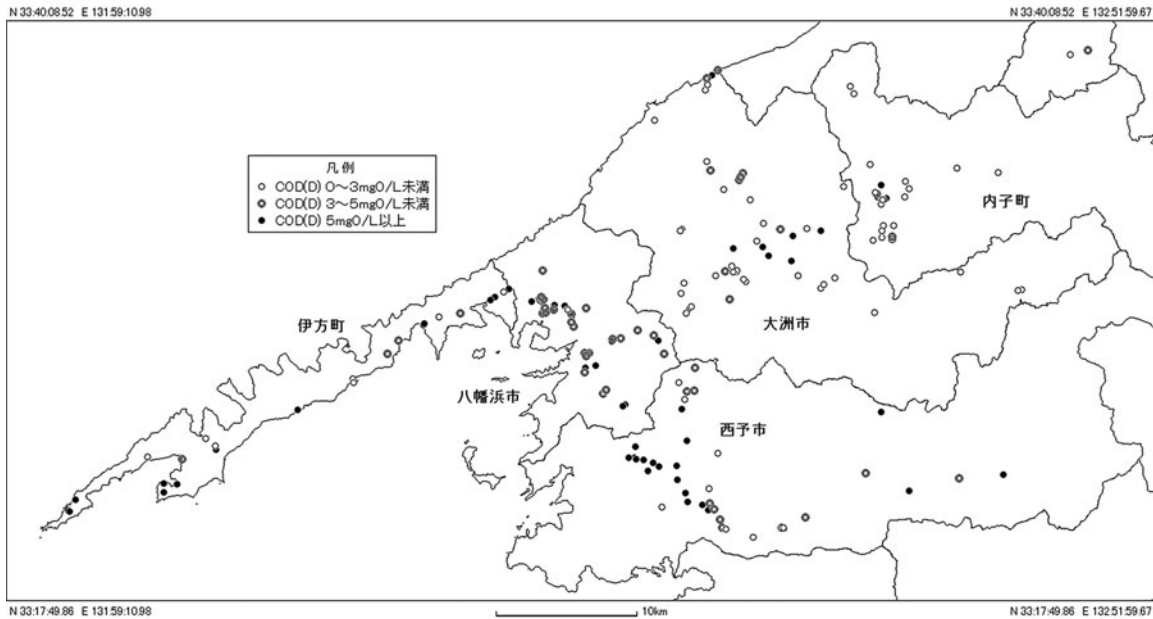 N 33:40:08.52 E 131:59:10.98
N 33:40:08.52 E 132:51:59.67
凡例
○ COD(D) 0～3mgO/L未満
◎ COD(D) 3～5mgO/L未満
● COD(D) 5mgO/L以上
内子町
伊方町
大洲市
八幡浜市
西予市
N 33:17:49.86 E 131:59:10.98
10km
N 33:17:49.86 E 132:51:59.67